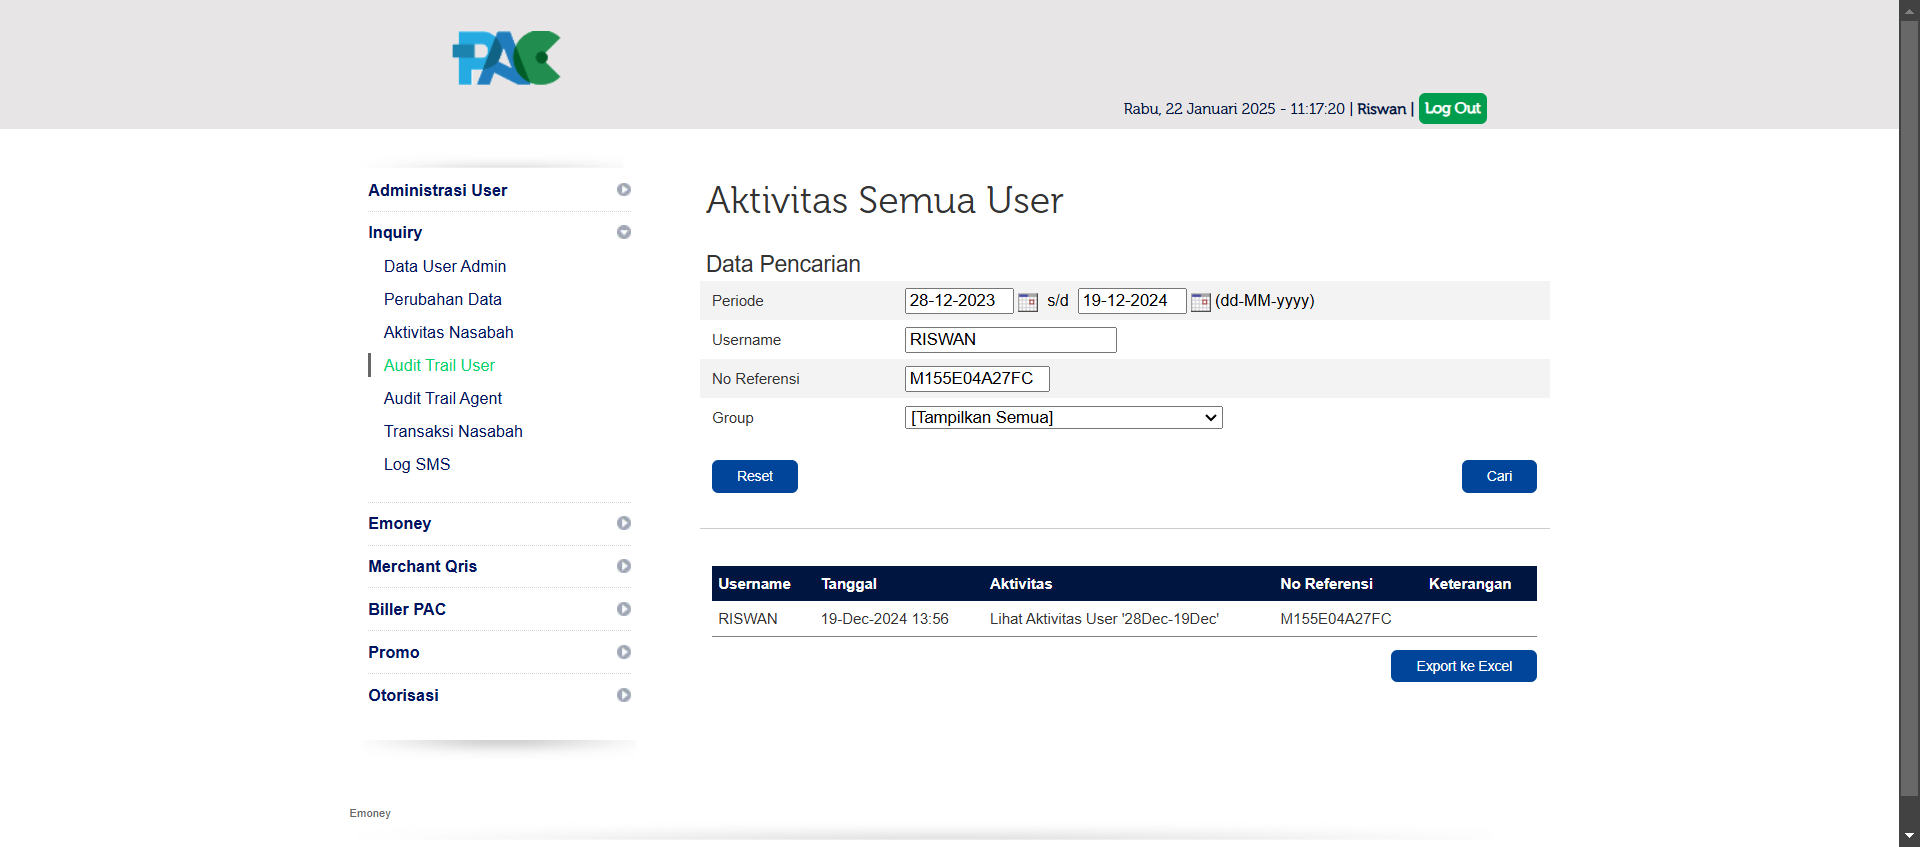 PAC
Rabu, 22 Januari 2025 - 11:17:20 | Riswan | Log Out
Administrasi User
Inquiry
Data User Admin
Perubahan Data
Aktivitas Nasabah
Audit Trail User
Audit Trail Agent
Transaksi Nasabah
Log SMS
Emoney
Merchant Qris
Biller PAC
Promo
Otorisasi
Aktivitas Semua User
Data Pencarian
Periode 28-12-2023 s/d 19-12-2024 (dd-MM-yyyy)
Username RISWAN
No Referensi M155E04A27FC
Group [Tampilkan Semua]
Reset Cari
Username Tanggal Aktivitas No Referensi Keterangan
RISWAN 19-Dec-2024 13:56 Lihat Aktivitas User '28Dec-19Dec' M155E04A27FC
Export ke Excel
Emoney